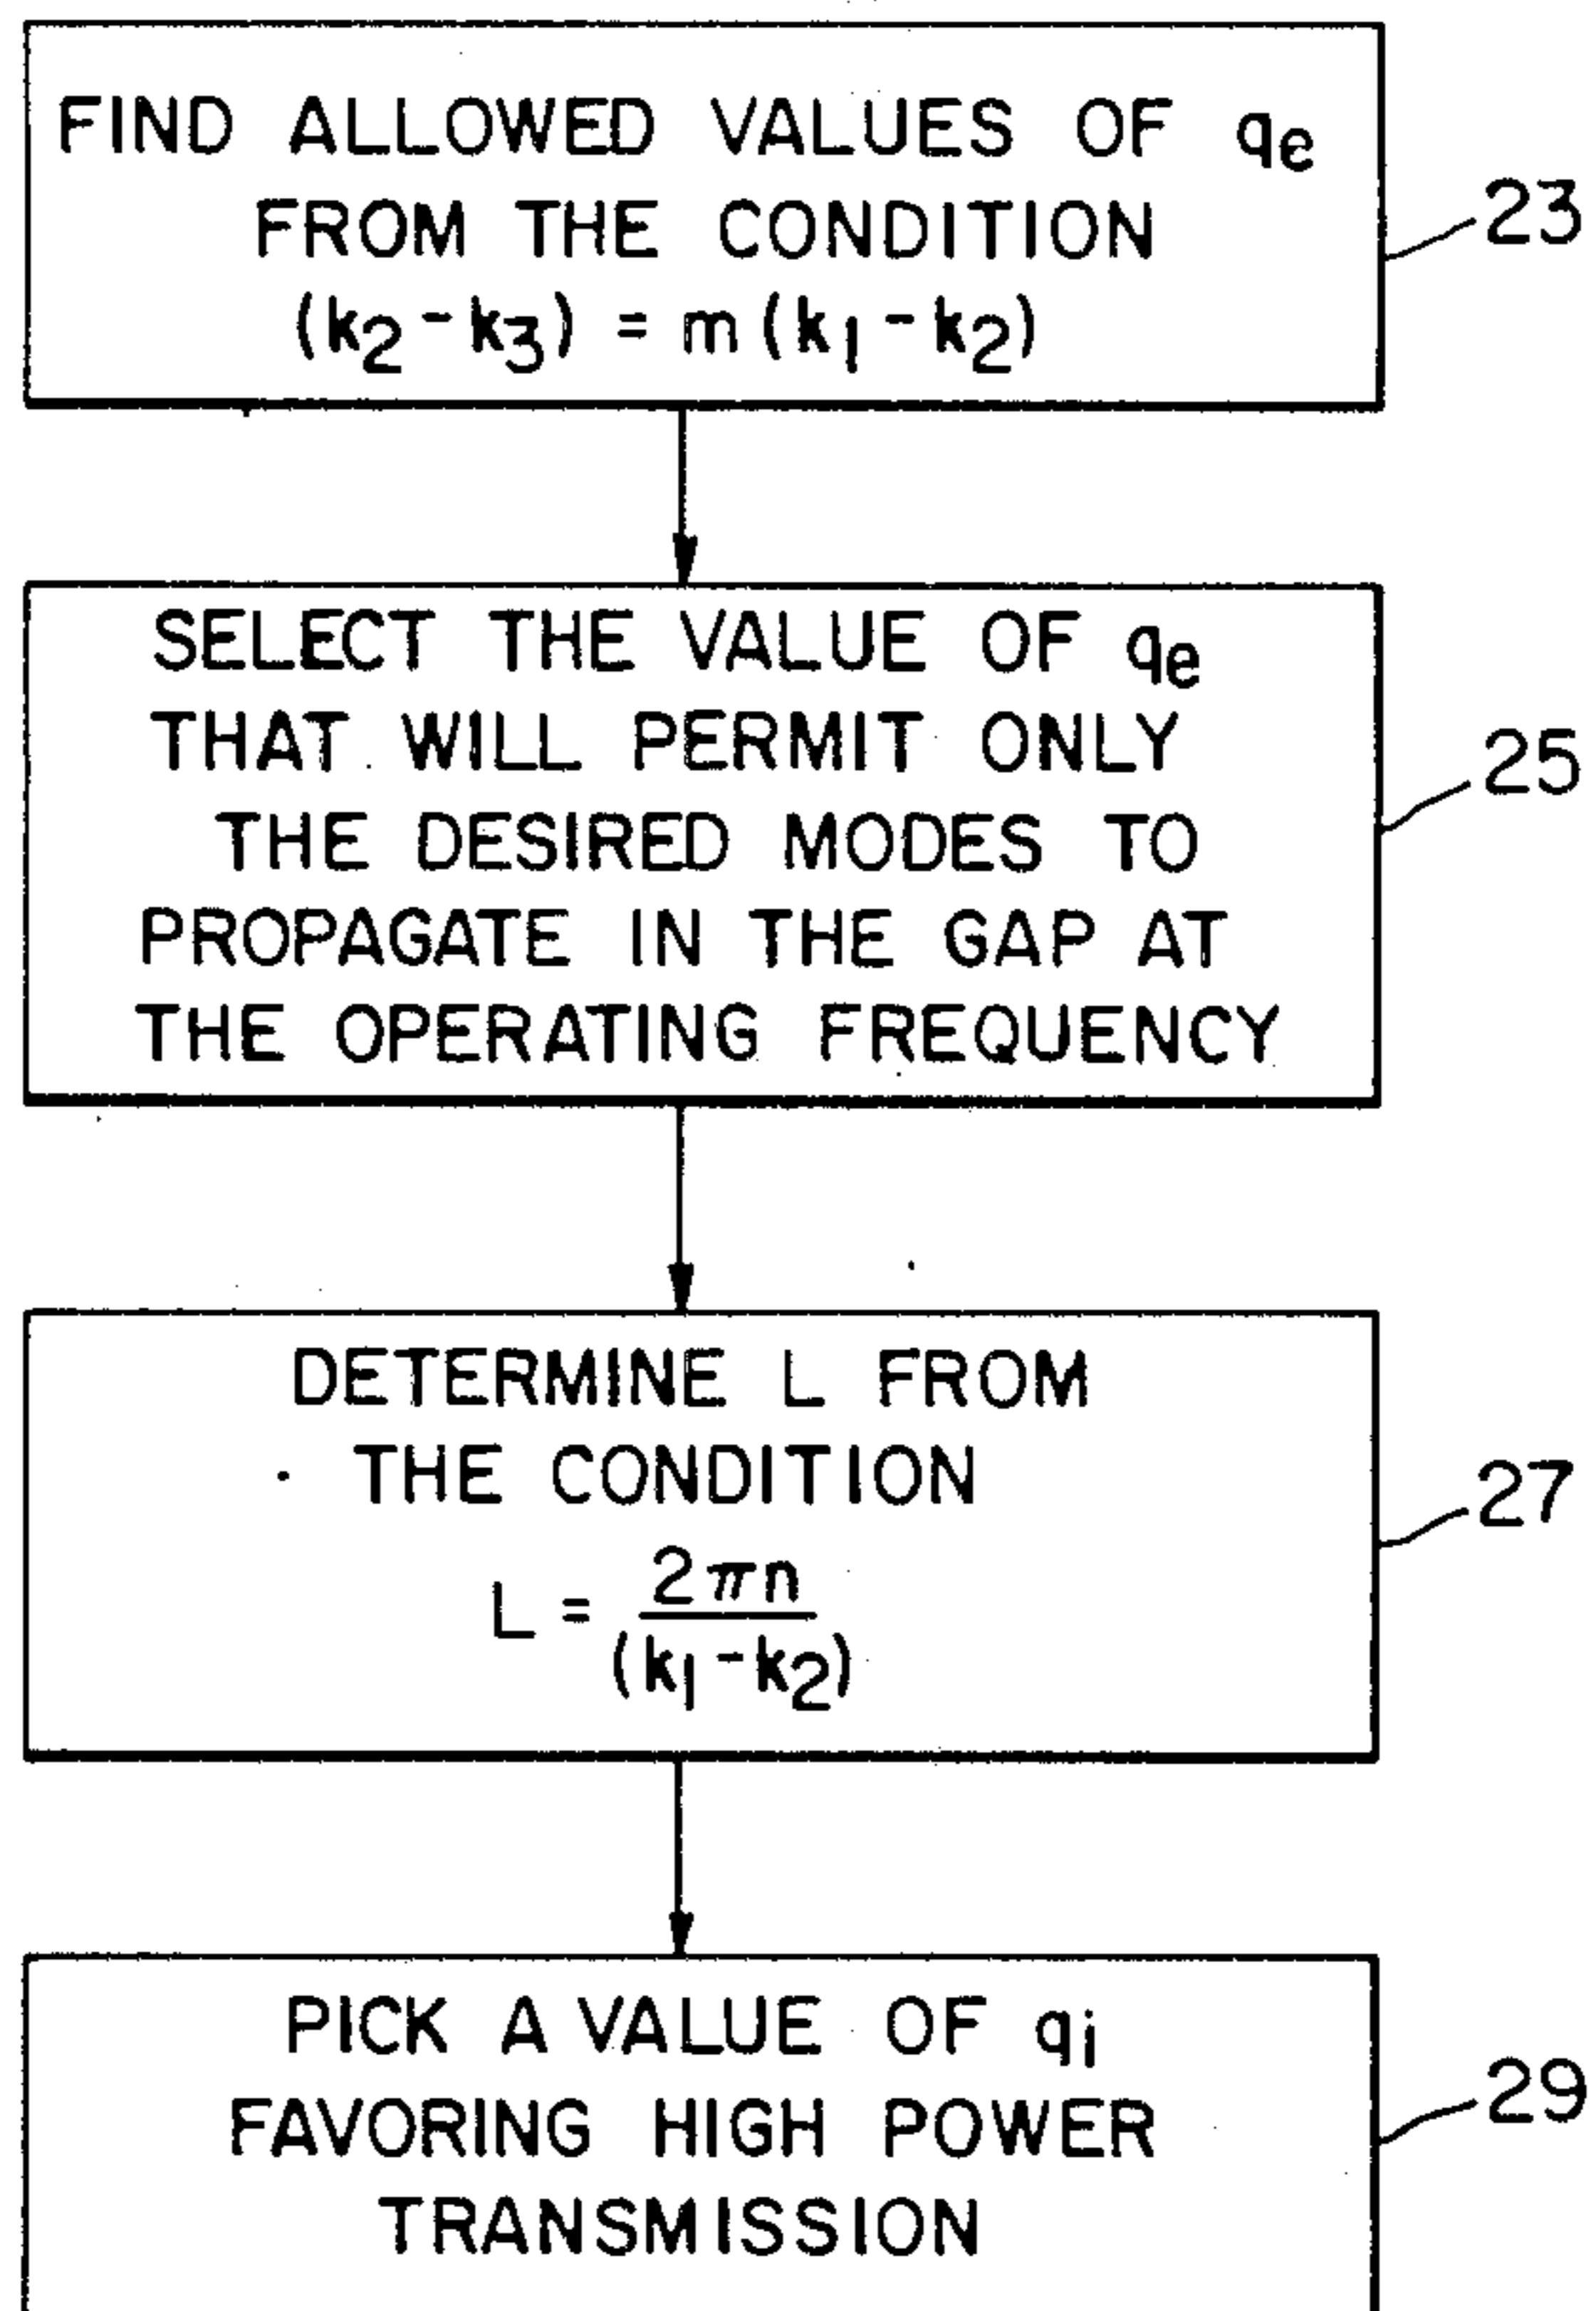 FIND ALLOWED VALUES OF qe
FROM THE CONDITION
(k2-k3) = m(k1-k2)
23
SELECT THE VALUE OF qe
THAT WILL PERMIT ONLY
THE DESIRED MODES TO
PROPAGATE IN THE GAP AT
THE OPERATING FREQUENCY
25
DETERMINE L FROM
THE CONDITION
L = 2πn
(k1-k2)
27
PICK A VALUE OF qi
FAVORING HIGH POWER
TRANSMISSION
29